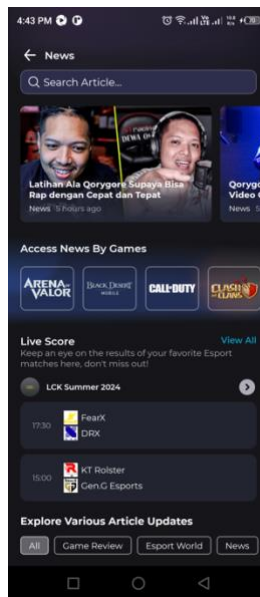 4:43 PM
News
Search Article...
Latihan Ala Qorygore Supaya Bisa
Rap dengan Cepat dan Tepat
News 5 hours ago
Qorygo
Video
News 5
Access News By Games
ARENA OF
VALOR
BLACK DESERT
MOBILE
CALL OF DUTY
CLASH
OF CLANS
Live Score
View All
Keep an eye on the results of your favorite Esport
matches here, don't miss out!
LCK Summer 2024
17:30
FearX
DRX
15:00
KT Rolster
Gen.G Esports
Explore Various Article Updates
All
Game Review
Esport World
News